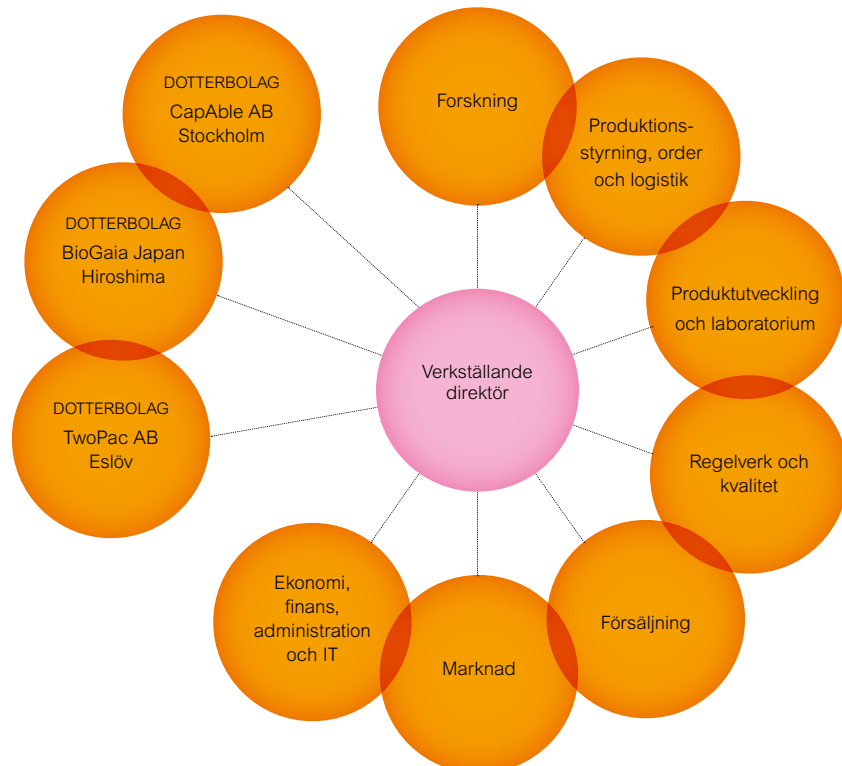 DOTTERBOLAG
CapAble AB
Stockholm
DOTTERBOLAG
BioGaia Japan
Hiroshima
DOTTERBOLAG
TwoPac AB
Eslöv
Forskning
Produktions-
styrning, order
och logistik
Produktutveckling
och laboratorium
Regelverk och
kvalitet
Försäljning
Marknad
Ekonomi,
finans,
administration
och IT
Verkställande
direktör